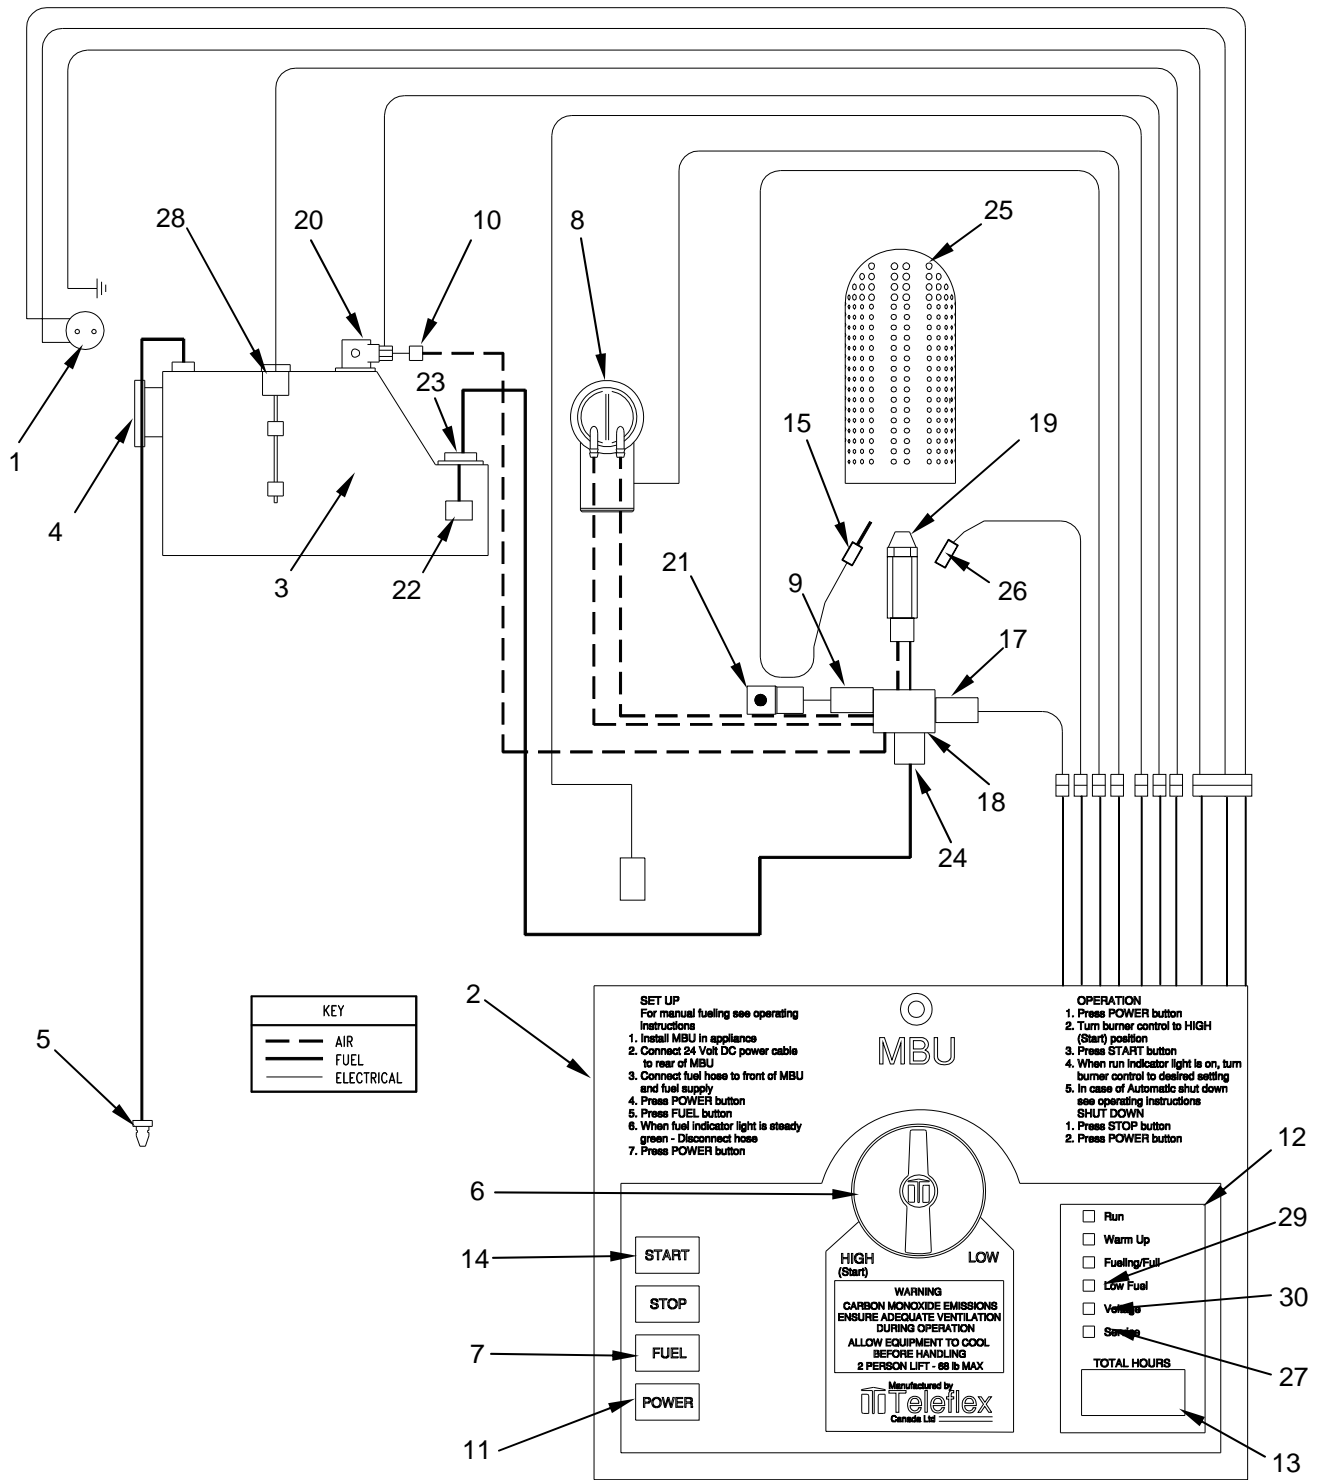 28
20
10
8
25
23
15
19
1
4
3
22
21
9
26
17
18
24
KEY
AIR
FUEL
ELECTRICAL
5
2
SET UP
For manual fueling see operating
instructions
1. Install MBU in appliance
2. Connect 24 Volt DC power cable
to rear of MBU
3. Connect fuel hose to front of MBU
and fuel supply
4. Press POWER button
5. Press FUEL button
6. When fuel indicator light is steady
green - Disconnect hose
7. Press POWER button
MBU
OPERATION
1. Press POWER button
2. Turn burner control to HIGH
(Start) position
3. Press START button
4. When run indicator light is on, turn
burner control to desired setting
5. In case of Automatic shut down
see operating instructions
SHUT DOWN
1. Press STOP button
2. Press POWER button
12
6
14
7
11
START
STOP
FUEL
POWER
HIGH
(Start)
LOW
WARNING
CARBON MONOXIDE EMISSIONS
ENSURE ADEQUATE VENTILATION
DURING OPERATION
ALLOW EQUIPMENT TO COOL
BEFORE HANDLING
2 PERSON LIFT - 68 lb MAX
Manufactured by
Teleflex
Canada Ltd
Run
Warm Up
Fueling/Full
Low Fuel
Voltage
Service
TOTAL HOURS
29
30
27
13